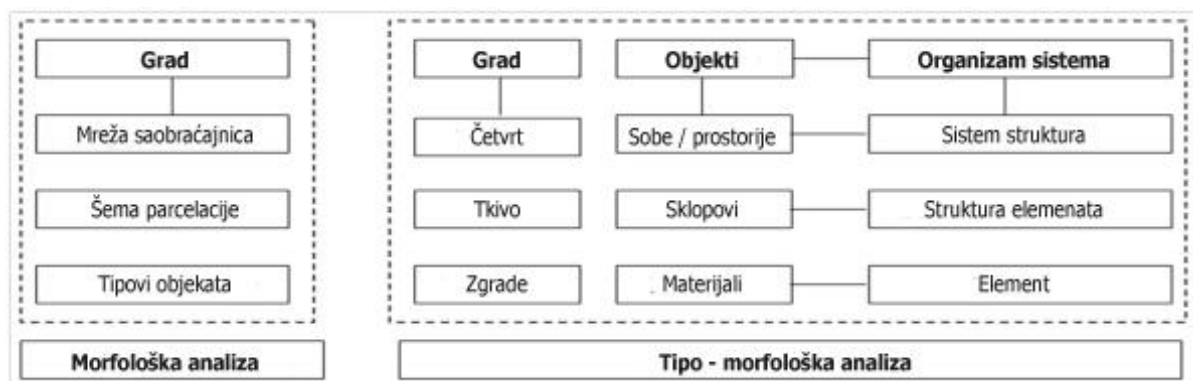 Grad
Mreža saobraćajnica
Šema parcelacije
Tipovi objekata
Morfološka analiza
Grad
Objekti
Organizam sistema
Četvrt
Sobe / prostorije
Sistem struktura
Tkivo
Sklopovi
Struktura elemenata
Zgrade
Materijali
Element
Tipo - morfološka analiza